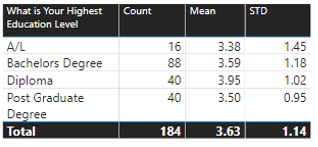 What is Your Highest Education Level Count Mean STD
A/L 16 3.38 1.45
Bachelors Degree 88 3.59 1.18
Diploma 40 3.95 1.02
Post Graduate Degree 40 3.50 0.95
Total 184 3.63 1.14